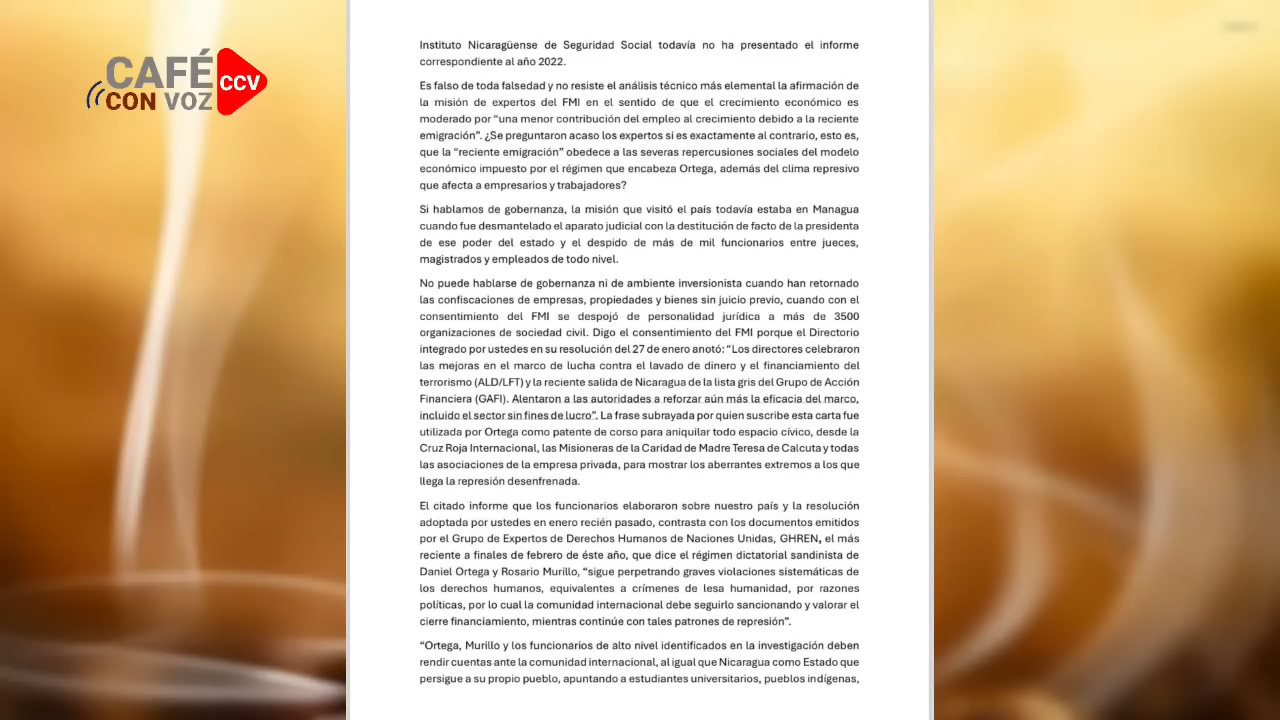 CAFÉ
CON VOZ
CCV
Instituto Nicaragüense de Seguridad Social todavía no ha presentado el informe
correspondiente al año 2022.
Es falso de toda falsedad y no resiste el análisis técnico más elemental la afirmación de
la misión de expertos del FMI en el sentido de que el crecimiento económico es
moderado por “una menor contribución del empleo al crecimiento debido a la reciente
emigración”. ¿Se preguntaron acaso los expertos si es exactamente al contrario, esto es,
que la “reciente emigración” obedece a las severas repercusiones sociales del modelo
económico impuesto por el régimen que encabeza Ortega, además del clima represivo
que afecta a empresarios y trabajadores?
Si hablamos de gobernanza, la misión que visitó el país todavía estaba en Managua
cuando fue desmantelado el aparato judicial con la destitución de facto de la presidenta
de ese poder del estado y el despido de más de mil funcionarios entre jueces,
magistrados y empleados de todo nivel.
No puede hablarse de gobernanza ni de ambiente inversionista cuando han retornado
las confiscaciones de empresas, propiedades y bienes sin juicio previo, cuando con el
consentimiento del FMI se despojó de personalidad jurídica a más de 3500
organizaciones de sociedad civil. Digo el consentimiento del FMI porque el Directorio
integrado por ustedes en su resolución del 27 de enero anotó: “Los directores celebraron
las mejoras en el marco de lucha contra el lavado de dinero y el financiamiento del
terrorismo (ALD/LFT) y la reciente salida de Nicaragua de la lista gris del Grupo de Acción
Financiera (GAFI). Alentaron a las autoridades a reforzar aún más la eficacia del marco,
incluido el sector sin fines de lucro”. La frase subrayada por quien suscribe esta carta fue
utilizada por Ortega como patente de corso para aniquilar todo espacio cívico, desde la
Cruz Roja Internacional, las Misioneras de la Caridad de Madre Teresa de Calcuta y todas
las asociaciones de la empresa privada, para mostrar los aberrantes extremos a los que
llega la represión desenfrenada.
El citado informe que los funcionarios elaboraron sobre nuestro país y la resolución
adoptada por ustedes en enero recién pasado, contrasta con los documentos emitidos
por el Grupo de Expertos de Derechos Humanos de Naciones Unidas, GHREN, el más
reciente a finales de febrero de éste año, que dice el régimen dictatorial sandinista de
Daniel Ortega y Rosario Murillo, “sigue perpetrando graves violaciones sistemáticas de
los derechos humanos, equivalentes a crímenes de lesa humanidad, por razones
políticas, por lo cual la comunidad internacional debe seguirlo sancionando y valorar el
cierre financiamiento, mientras continúe con tales patrones de represión”.
“Ortega, Murillo y los funcionarios de alto nivel identificados en la investigación deben
rendir cuentas ante la comunidad internacional, al igual que Nicaragua como Estado que
persigue a su propio pueblo, apuntando a estudiantes universitarios, pueblos indígenas,